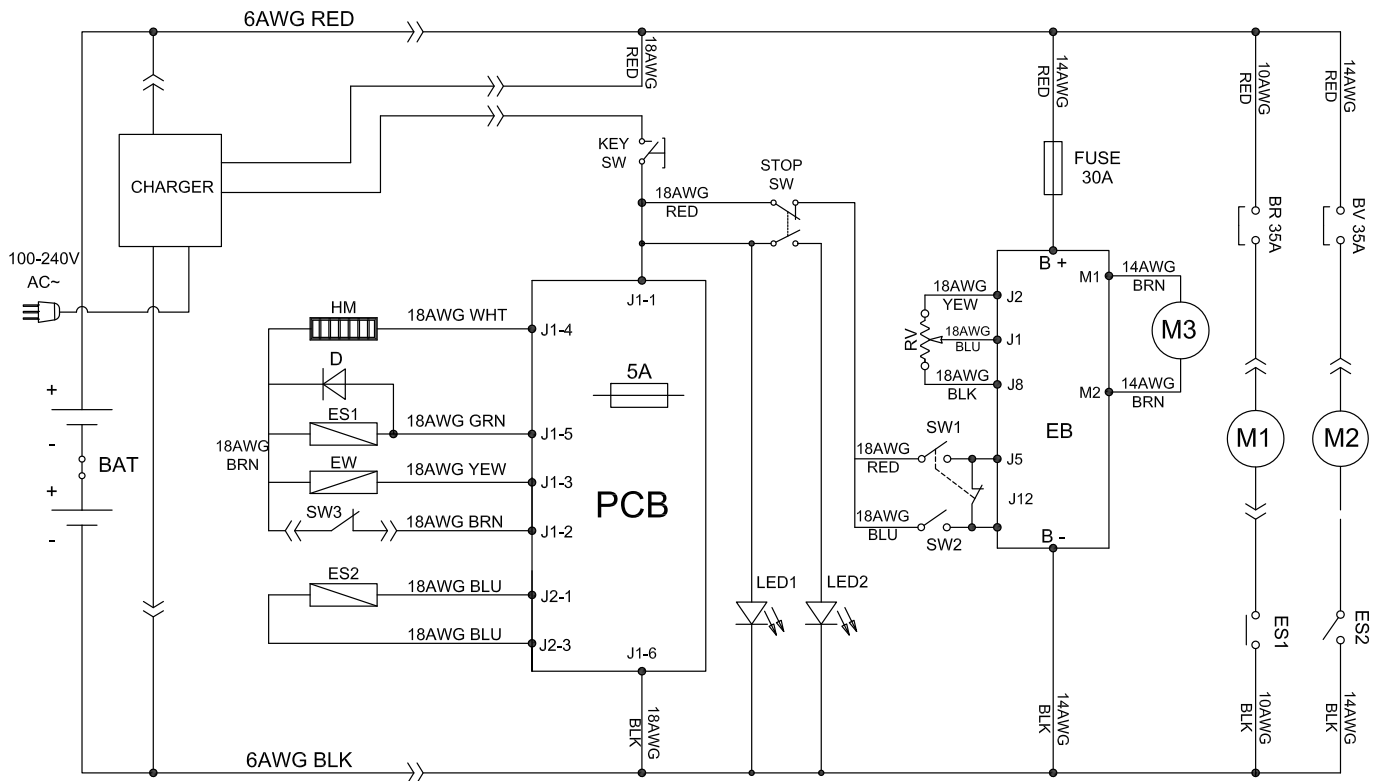 6AWG RED
18AWG
RED
14AWG
RED
10AWG
RED
14AWG
RED
CHARGER
KEY
SW
STOP
SW
18AWG
RED
FUSE
30A
BR 35A
BV 35A
100-240V
AC~
B +
M1
14AWG
BRN
J1-1
HM
18AWG WHT
J1-4
18AWG
YEW
J2
RV
18AWG
BLU
J1
M3
D
5A
18AWG
BLK
J8
M2
14AWG
BRN
+
-
BAT
+
-
18AWG
BRN
ES1
18AWG GRN
J1-5
EW
18AWG YEW
J1-3
SW3
18AWG BRN
J1-2
PCB
EB
18AWG
RED
SW1
J5
J12
18AWG
BLU
SW2
B -
M1
M2
ES2
18AWG BLU
J2-1
18AWG BLU
J2-3
J1-6
LED1
LED2
ES1
ES2
18AWG
BLK
14AWG
BLK
10AWG
BLK
14AWG
BLK
6AWG BLK